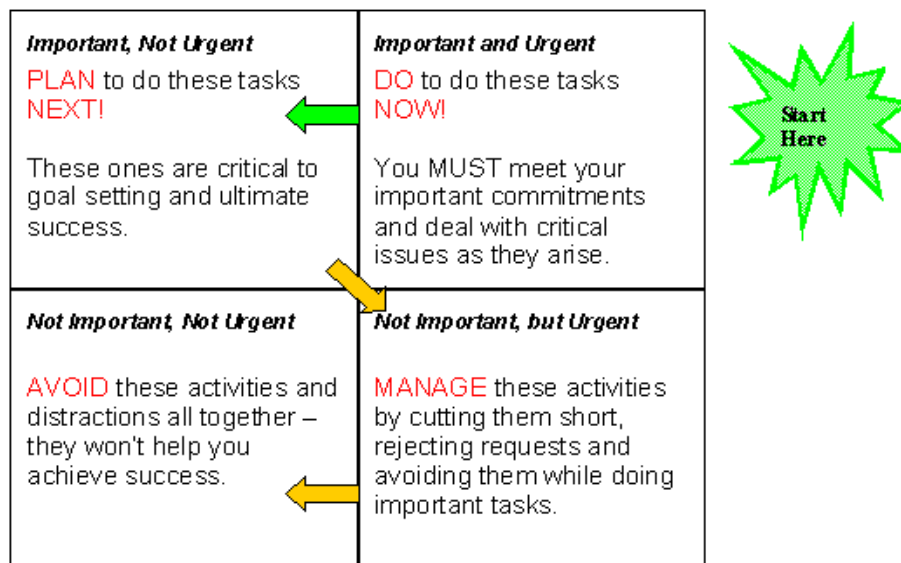 Important, Not Urgent
PLAN to do these tasks
NEXT!
These ones are critical to
goal setting and ultimate
success.
Important and Urgent
DO to do these tasks
NOW!
You MUST meet your
important commitments
and deal with critical
issues as they arise.
Start
Here
Not Important, Not Urgent
AVOID these activities and
distractions all together –
they won't help you
achieve success.
Not Important, but Urgent
MANAGE these activities
by cutting them short,
rejecting requests and
avoiding them while doing
important tasks.